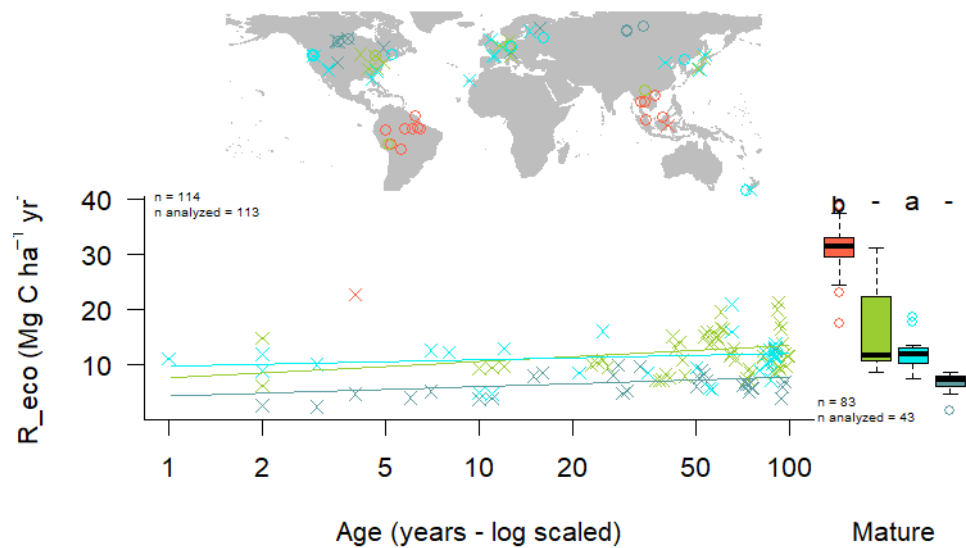 R_eco (Mg C ha⁻¹ yr⁻
40
30
20
10
n = 114
n analyzed = 113
b - a -
n = 83
n analyzed = 43
1 2 5 10 20 50 100
Age (years - log scaled)
Mature